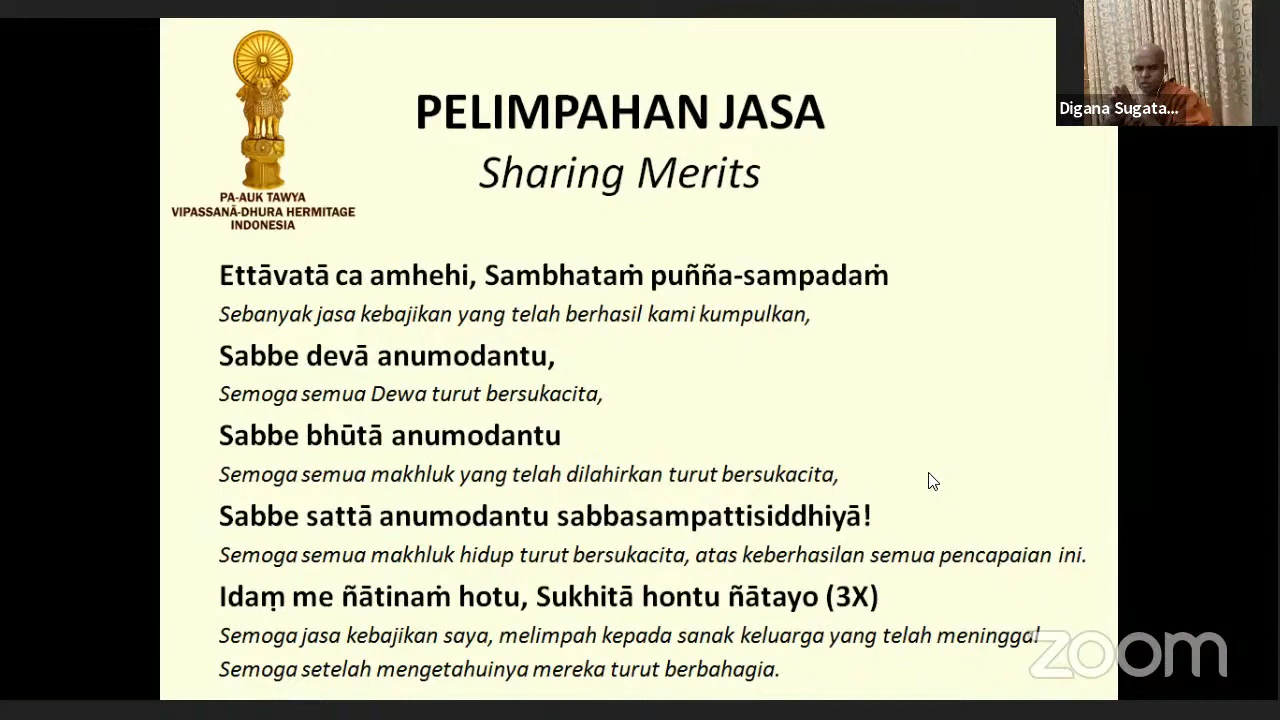 PELIMPAHAN JASA
Sharing Merits
Digana Sugata...
PA-AUK TAWYA
VIPASSANĀ-DHURA HERMITAGE
INDONESIA
Ettāvatā ca amhehi, Sambhataṁ puñña-sampadaṁ
Sebanyak jasa kebajikan yang telah berhasil kami kumpulkan,
Sabbe devā anumodantu,
Semoga semua Dewa turut bersukacita,
Sabbe bhūtā anumodantu
Semoga semua makhluk yang telah dilahirkan turut bersukacita,
Sabbe sattā anumodantu sabbasampattisiddhiyā!
Semoga semua makhluk hidup turut bersukacita, atas keberhasilan semua pencapaian ini.
Idaṃ me ñātinaṁ hotu, Sukhitā hontu ñātayo (3X)
Semoga jasa kebajikan saya, melimpah kepada sanak keluarga yang telah meninggal
Semoga setelah mengetahuinya mereka turut berbahagia.
zoom